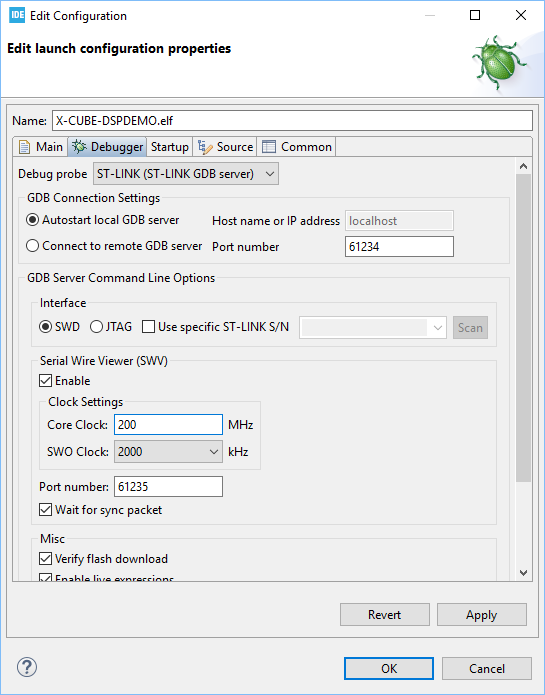 IDE Edit Configuration
Edit launch configuration properties
Name: X-CUBE-DSPDEMO.elf
Main Debugger Startup Source Common
Debug probe ST-LINK (ST-LINK GDB server)
GDB Connection Settings
Autostart local GDB server Host name or IP address localhost
Connect to remote GDB server Port number 61234
GDB Server Command Line Options
Interface
SWD JTAG Use specific ST-LINK S/N Scan
Serial Wire Viewer (SWV)
Enable
Clock Settings
Core Clock: 200 MHz
SWO Clock: 2000 kHz
Port number: 61235
Wait for sync packet
Misc
Verify flash download
Enable live expressions
Revert Apply
? OK Cancel